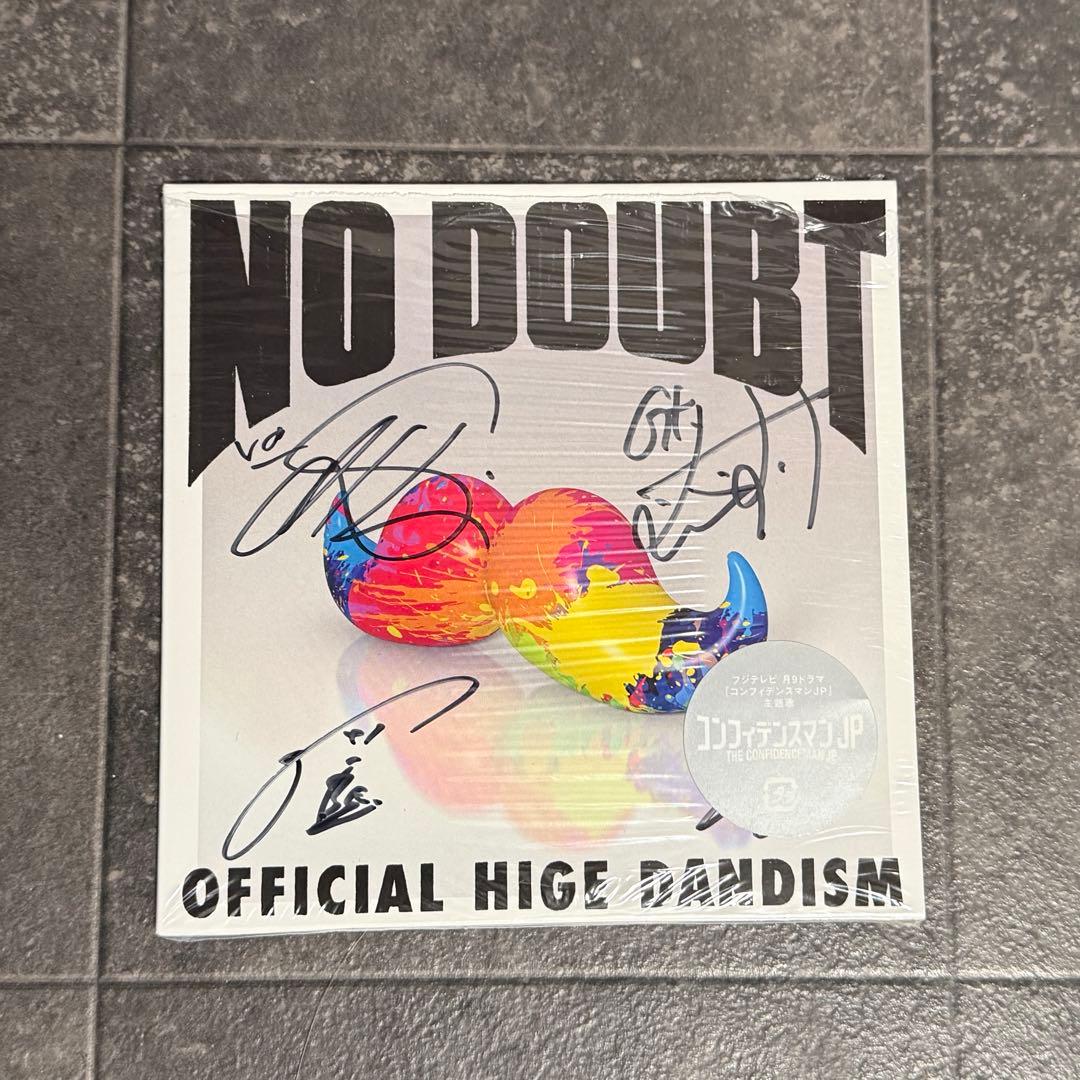 NO DOUBT
Vo.
Gt.
フジテレビ 月9ドラマ
「コンフィデンスマンJP」
主題歌
コンフィデンスマンJP
THE CONFIDENCEMAN JP
OFFICIAL HIGE DANDISM